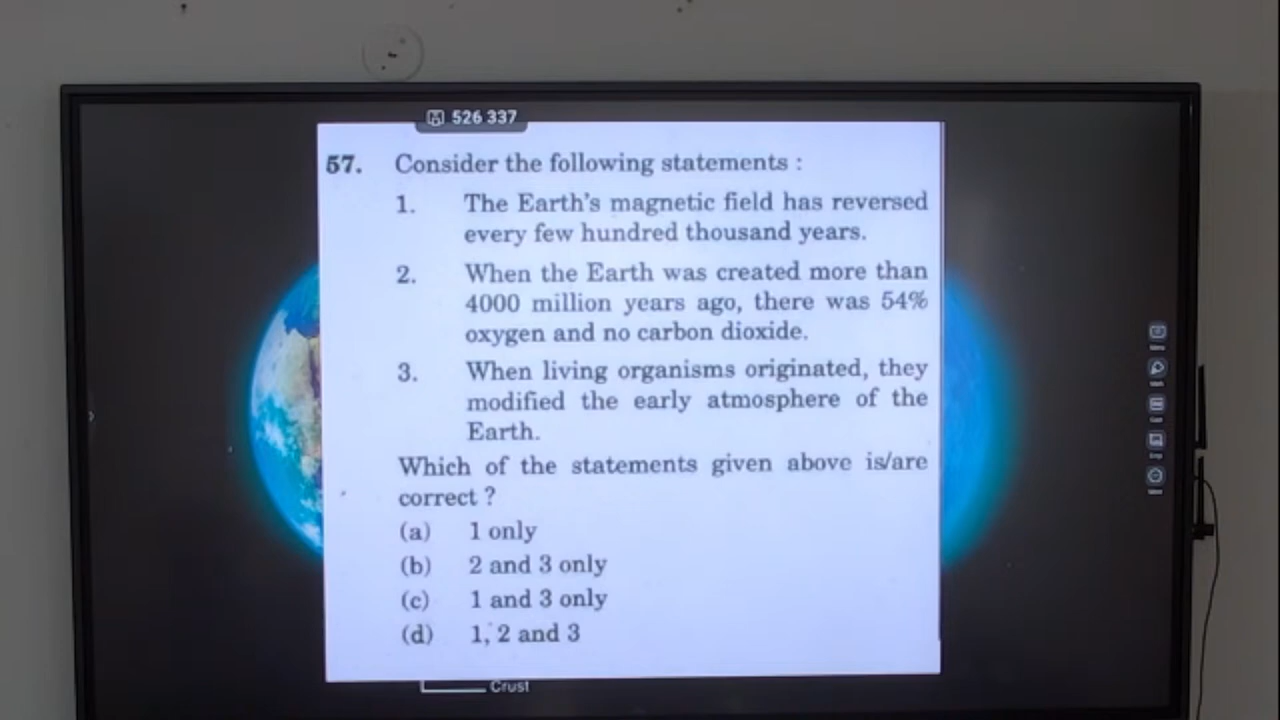 526 337
57. Consider the following statements :
1. The Earth's magnetic field has reversed
every few hundred thousand years.
2. When the Earth was created more than
4000 million years ago, there was 54%
oxygen and no carbon dioxide.
3. When living organisms originated, they
modified the early atmosphere of the
Earth.
Which of the statements given above is/are
correct ?
(a) 1 only
(b) 2 and 3 only
(c) 1 and 3 only
(d) 1, 2 and 3
Crust